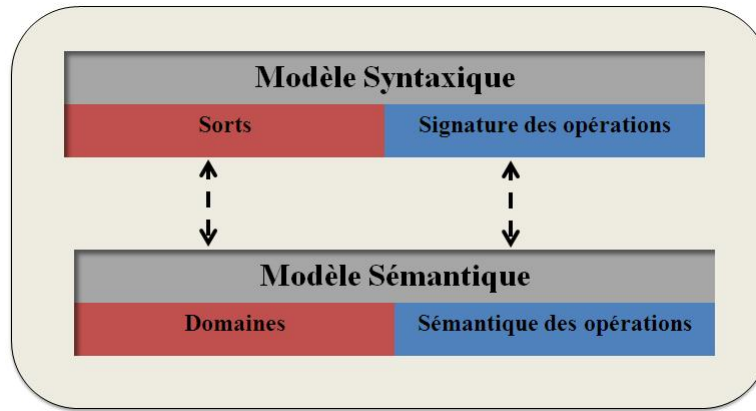 Modèle Syntaxique
Sorts
Signature des opérations
Modèle Sémantique
Domaines
Sémantique des opérations